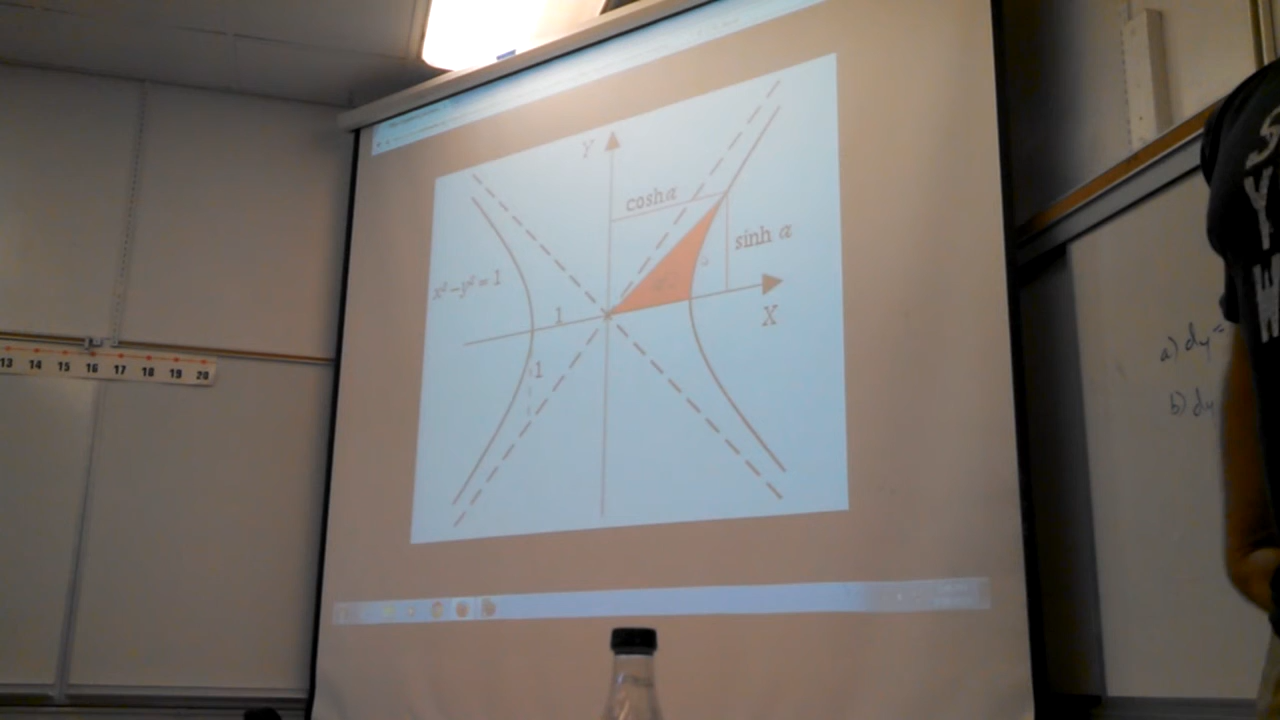 y
cosh α
sinh α
x² – y² = 1
1
X
1
13 14 15 16 17 18 19 20
a) dy=
b) dy
S
Y
W